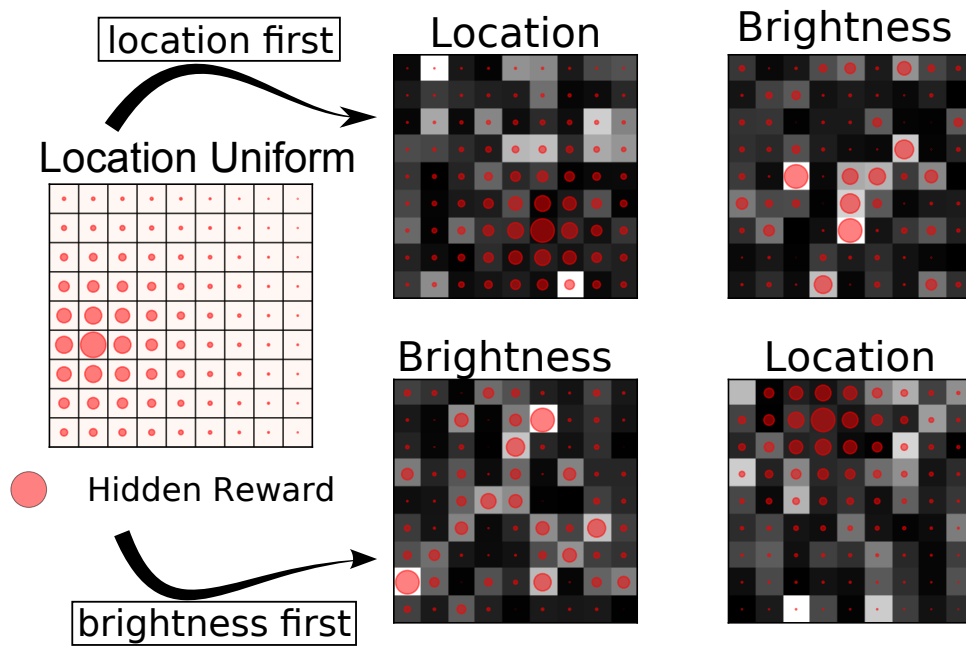 location first
Location
Brightness
Location Uniform
Brightness
Location
Hidden Reward
brightness first